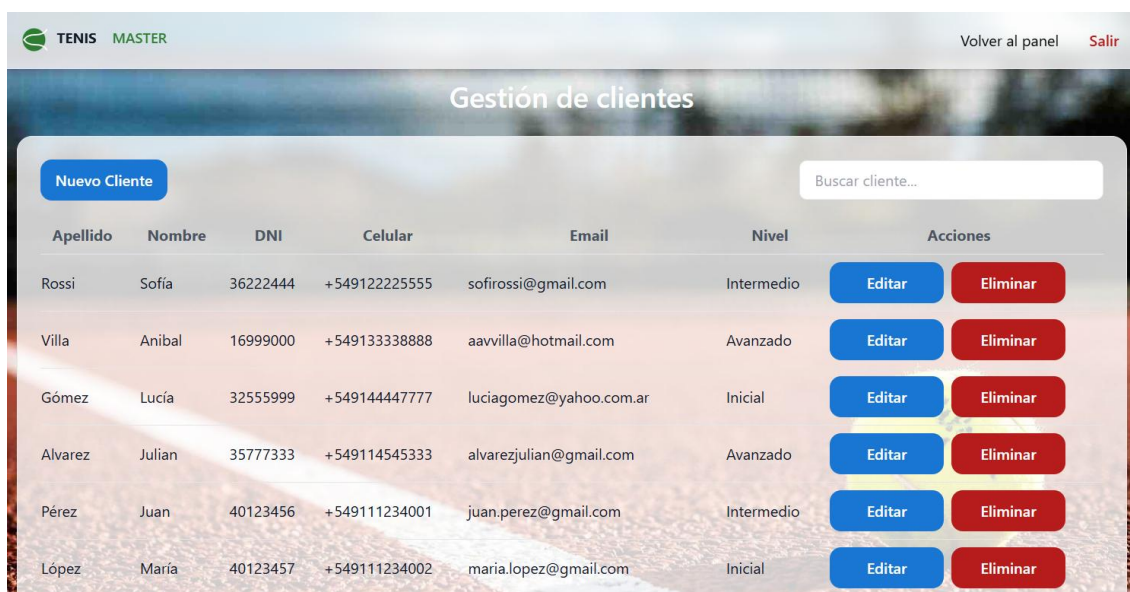 TENIS MASTER Volver al panel Salir
Gestión de clientes
Nuevo Cliente Buscar cliente...
Apellido Nombre DNI Celular Email Nivel Acciones
Rossi Sofía 36222444 +549122225555 sofirossi@gmail.com Intermedio Editar Eliminar
Villa Anibal 16999000 +549133338888 aavvilla@hotmail.com Avanzado Editar Eliminar
Gómez Lucía 32555999 +549144447777 luciagomez@yahoo.com.ar Inicial Editar Eliminar
Alvarez Julian 35777333 +549114545333 alvarezjulian@gmail.com Avanzado Editar Eliminar
Pérez Juan 40123456 +549111234001 juan.perez@gmail.com Intermedio Editar Eliminar
López María 40123457 +549111234002 maria.lopez@gmail.com Inicial Editar Eliminar